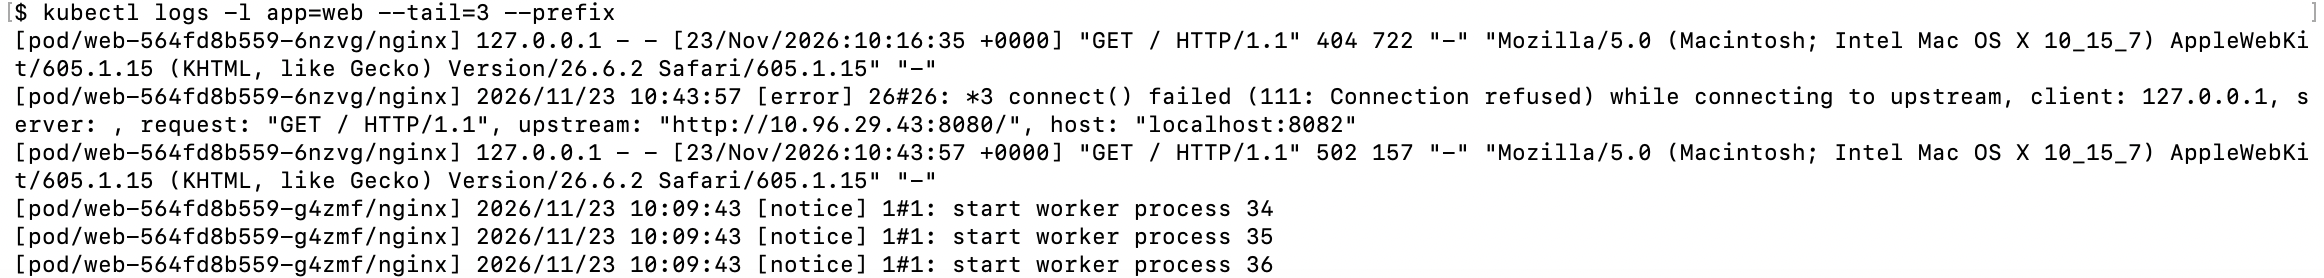 [$ kubectl logs -l app=web --tail=3 --prefix ]
[pod/web-564fd8b559-6nzvg/nginx] 127.0.0.1 - - [23/Nov/2026:10:16:35 +0000] "GET / HTTP/1.1" 404 722 "-" "Mozilla/5.0 (Macintosh; Intel Mac OS X 10_15_7) AppleWebKi
t/605.1.15 (KHTML, like Gecko) Version/26.6.2 Safari/605.1.15" "-"
[pod/web-564fd8b559-6nzvg/nginx] 2026/11/23 10:43:57 [error] 26#26: *3 connect() failed (111: Connection refused) while connecting to upstream, client: 127.0.0.1, s
erver: , request: "GET / HTTP/1.1", upstream: "http://10.96.29.43:8080/", host: "localhost:8082"
[pod/web-564fd8b559-6nzvg/nginx] 127.0.0.1 - - [23/Nov/2026:10:43:57 +0000] "GET / HTTP/1.1" 502 157 "-" "Mozilla/5.0 (Macintosh; Intel Mac OS X 10_15_7) AppleWebKi
t/605.1.15 (KHTML, like Gecko) Version/26.6.2 Safari/605.1.15" "-"
[pod/web-564fd8b559-g4zmf/nginx] 2026/11/23 10:09:43 [notice] 1#1: start worker process 34
[pod/web-564fd8b559-g4zmf/nginx] 2026/11/23 10:09:43 [notice] 1#1: start worker process 35
[pod/web-564fd8b559-g4zmf/nginx] 2026/11/23 10:09:43 [notice] 1#1: start worker process 36